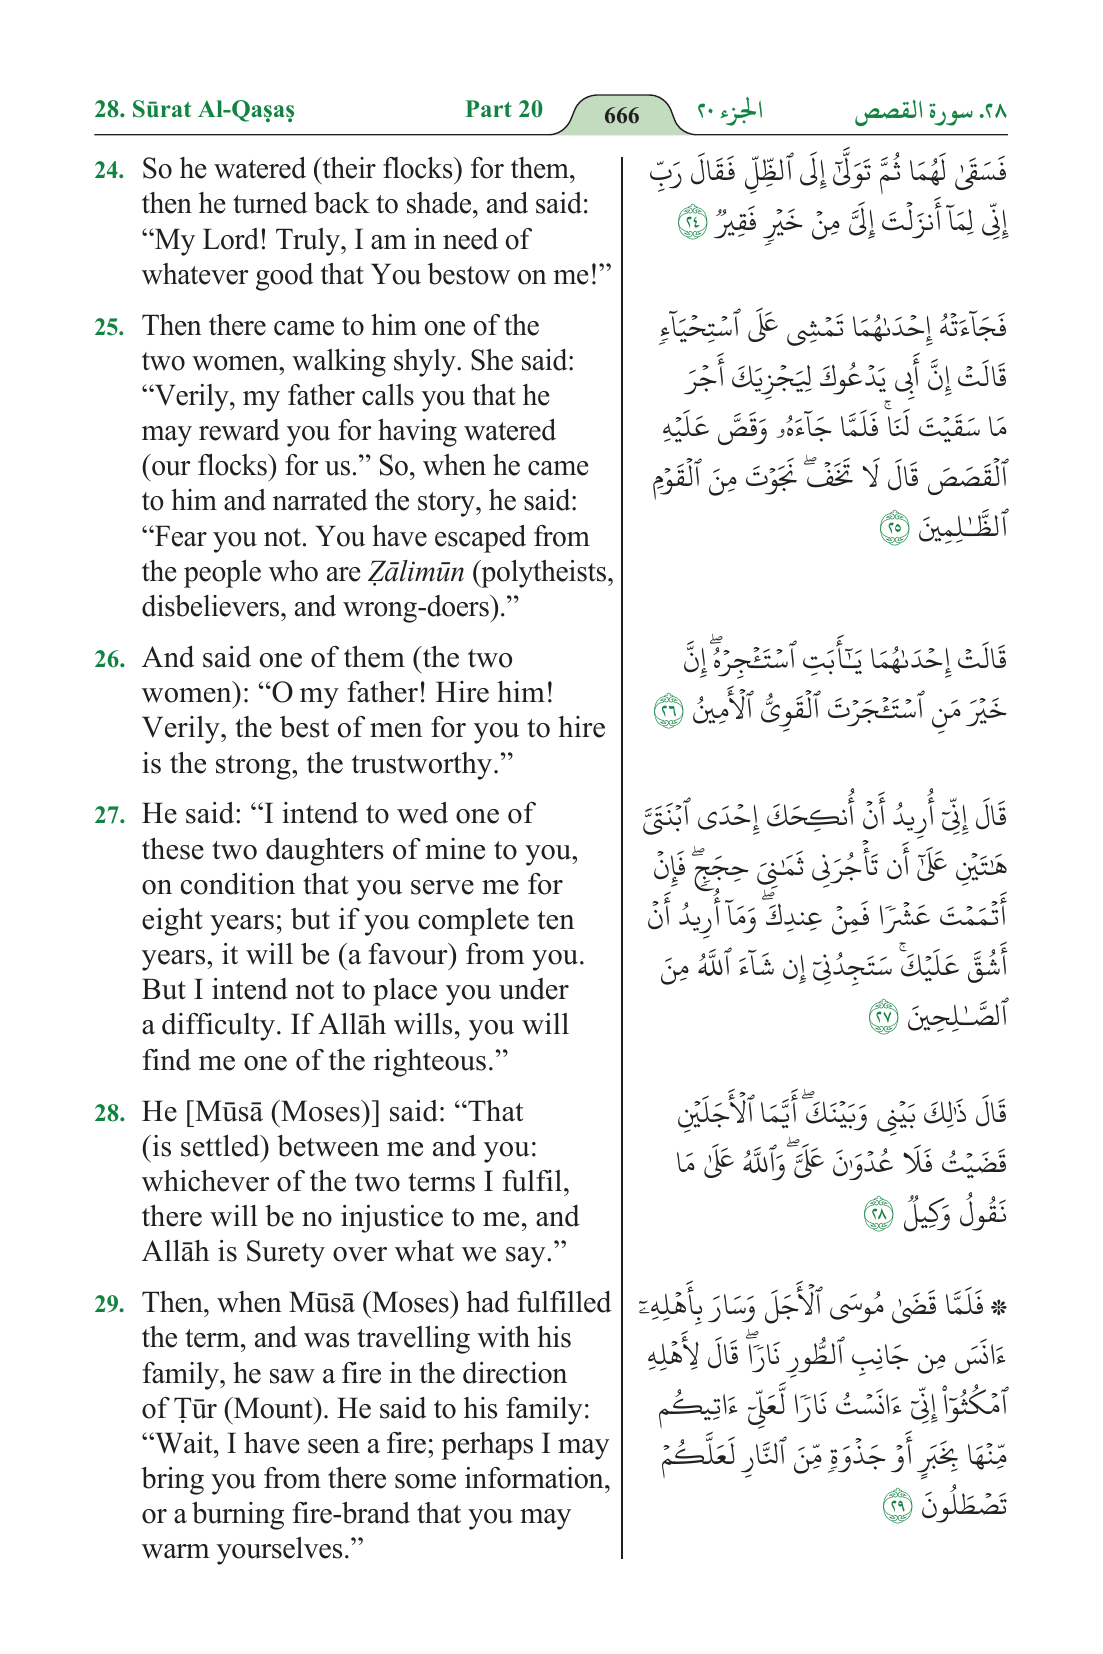 28. Sūrat Al-Qaṣaṣ
Part 20
666
الجزء ٢٠
٢٨. سورة القصص
24. So he watered (their flocks) for them,
then he turned back to shade, and said:
“My Lord! Truly, I am in need of
whatever good that You bestow on me!”
فَسَقَىٰ لَهُمَا ثُمَّ تَوَلَّىٰٓ إِلَى ٱلظِّلِّ فَقَالَ رَبِّ
إِنِّى لِمَآ أَنزَلْتَ إِلَىَّ مِنْ خَيْرٍۢ فَقِيرٌۭ ٢٤
25. Then there came to him one of the
two women, walking shyly. She said:
“Verily, my father calls you that he
may reward you for having watered
(our flocks) for us.” So, when he came
to him and narrated the story, he said:
“Fear you not. You have escaped from
the people who are Ẓālimūn (polytheists,
disbelievers, and wrong-doers).”
فَجَآءَتْهُ إِحْدَىٰهُمَا تَمْشِى عَلَى ٱسْتِحْيَآءٍۢ
قَالَتْ إِنَّ أَبِى يَدْعُوكَ لِيَجْزِيَكَ أَجْرَ
مَا سَقَيْتَ لَنَا ۚ فَلَمَّا جَآءَهُۥ وَقَصَّ عَلَيْهِ
ٱلْقَصَصَ قَالَ لَا تَخَفْ ۖ نَجَوْتَ مِنَ ٱلْقَوْمِ
ٱلظَّـٰلِمِينَ ٢٥
26. And said one of them (the two
women): “O my father! Hire him!
Verily, the best of men for you to hire
is the strong, the trustworthy.”
قَالَتْ إِحْدَىٰهُمَا يَـٰٓأَبَتِ ٱسْتَـْٔجِرْهُ ۖ إِنَّ
خَيْرَ مَنِ ٱسْتَـْٔجَرْتَ ٱلْقَوِىُّ ٱلْأَمِينُ ٢٦
27. He said: “I intend to wed one of
these two daughters of mine to you,
on condition that you serve me for
eight years; but if you complete ten
years, it will be (a favour) from you.
But I intend not to place you under
a difficulty. If Allāh wills, you will
find me one of the righteous.”
قَالَ إِنِّىٓ أُرِيدُ أَنْ أُنكِحَكَ إِحْدَى ٱبْنَتَىَّ
هَـٰتَيْنِ عَلَىٰٓ أَن تَأْجُرَنِى ثَمَـٰنِىَ حِجَجٍۢ ۖ فَإِنْ
أَتْمَمْتَ عَشْرًۭا فَمِنْ عِندِكَ ۖ وَمَآ أُرِيدُ أَنْ
أَشُقَّ عَلَيْكَ ۚ سَتَجِدُنِىٓ إِن شَآءَ ٱللَّهُ مِنَ
ٱلصَّـٰلِحِينَ ٢٧
28. He [Mūsā (Moses)] said: “That
(is settled) between me and you:
whichever of the two terms I fulfil,
there will be no injustice to me, and
Allāh is Surety over what we say.”
قَالَ ذَٰلِكَ بَيْنِى وَبَيْنَكَ ۖ أَيَّمَا ٱلْأَجَلَيْنِ
قَضَيْتُ فَلَا عُدْوَٰنَ عَلَىَّ ۖ وَٱللَّهُ عَلَىٰ مَا
نَقُولُ وَكِيلٌۭ ٢٨
29. Then, when Mūsā (Moses) had fulfilled
the term, and was travelling with his
family, he saw a fire in the direction
of Ṭūr (Mount). He said to his family:
“Wait, I have seen a fire; perhaps I may
bring you from there some information,
or a burning fire-brand that you may
warm yourselves.”
۞ فَلَمَّا قَضَىٰ مُوسَى ٱلْأَجَلَ وَسَارَ بِأَهْلِهِۦٓ
ءَانَسَ مِن جَانِبِ ٱلطُّورِ نَارًۭا ۖ قَالَ لِأَهْلِهِ
ٱمْكُثُوٓا۟ إِنِّىٓ ءَانَسْتُ نَارًۭا لَّعَلِّىٓ ءَاتِيكُم
مِّنْهَا بِخَبَرٍ أَوْ جَذْوَةٍۢ مِّنَ ٱلنَّارِ لَعَلَّكُمْ
تَصْطَلُونَ ٢٩